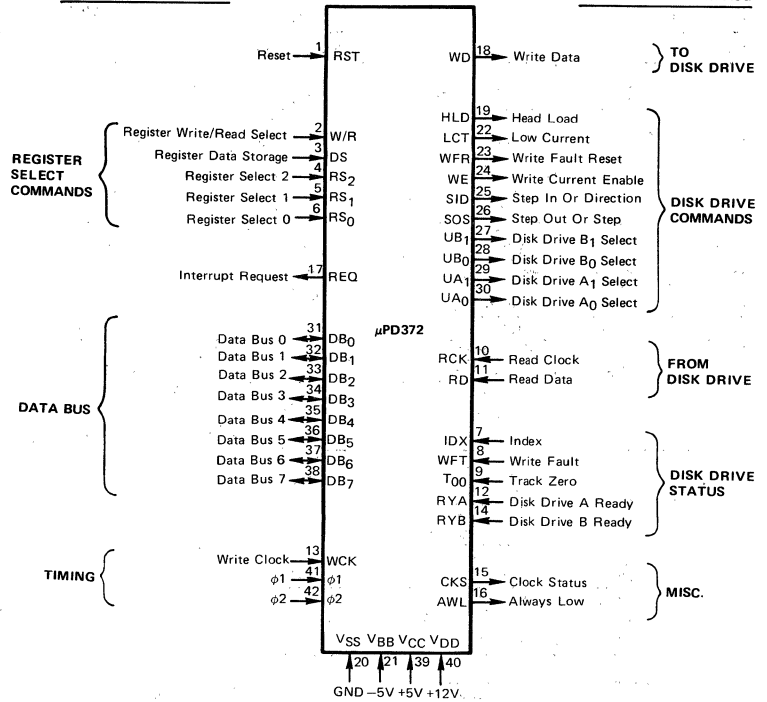 1
Reset RST
REGISTER
SELECT
COMMANDS
2
Register Write/Read Select W/R
3
Register Data Storage DS
4
Register Select 2 RS2
5
Register Select 1 RS1
6
Register Select 0 RS0
17
Interrupt Request REQ
DATA BUS
31
Data Bus 0 DB0
32
Data Bus 1 DB1
33
Data Bus 2 DB2
34
Data Bus 3 DB3
35
Data Bus 4 DB4
36
Data Bus 5 DB5
37
Data Bus 6 DB6
38
Data Bus 7 DB7
TIMING
13
Write Clock WCK
41
ϕ1 ϕ1
42
ϕ2 ϕ2
μPD372
18
WD Write Data
TO
DISK DRIVE
19
HLD Head Load
22
LCT Low Current
23
WFR Write Fault Reset
24
WE Write Current Enable
25
SID Step In Or Direction
26
SOS Step Out Or Step
27
UB1 Disk Drive B1 Select
28
UB0 Disk Drive B0 Select
29
UA1 Disk Drive A1 Select
30
UA0 Disk Drive A0 Select
DISK DRIVE
COMMANDS
10
RCK Read Clock
11
RD Read Data
FROM
DISK DRIVE
7
IDX Index
8
WFT Write Fault
9
T00 Track Zero
12
RYA Disk Drive A Ready
14
RYB Disk Drive B Ready
DISK DRIVE
STATUS
15
CKS Clock Status
16
AWL Always Low
MISC.
VSS VBB VCC VDD
20 21 39 40
GND −5V +5V +12V